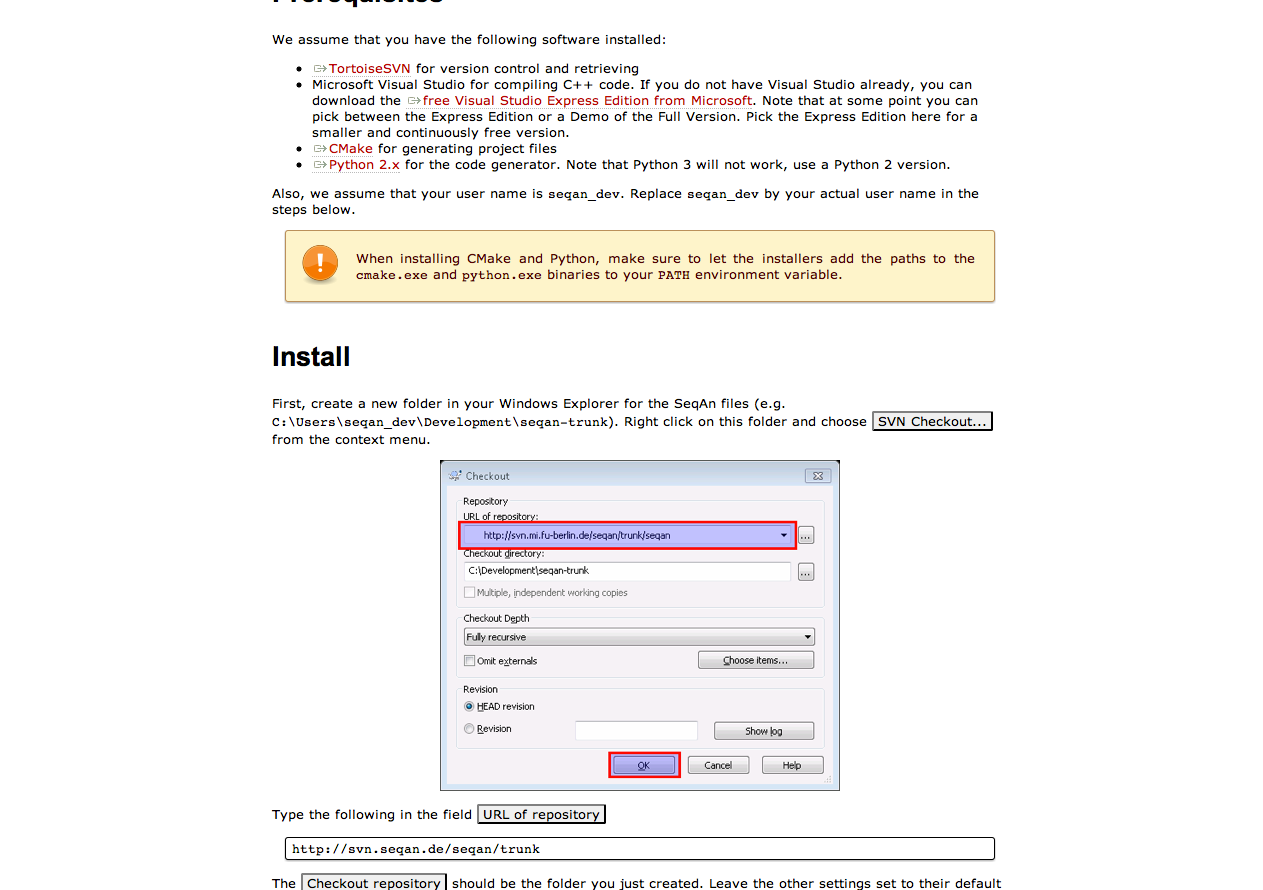 Prerequisites
We assume that you have the following software installed:
TortoiseSVN for version control and retrieving
Microsoft Visual Studio for compiling C++ code. If you do not have Visual Studio already, you can
download the free Visual Studio Express Edition from Microsoft. Note that at some point you can
pick between the Express Edition or a Demo of the Full Version. Pick the Express Edition here for a
smaller and continuously free version.
CMake for generating project files
Python 2.x for the code generator. Note that Python 3 will not work, use a Python 2 version.
Also, we assume that your user name is seqan_dev. Replace seqan_dev by your actual user name in the
steps below.
When installing CMake and Python, make sure to let the installers add the paths to the
cmake.exe and python.exe binaries to your PATH environment variable.
Install
First, create a new folder in your Windows Explorer for the SeqAn files (e.g.
C:\Users\seqan_dev\Development\seqan-trunk). Right click on this folder and choose SVN Checkout...
from the context menu.
Checkout
Repository
URL of repository:
http://svn.mi.fu-berlin.de/seqan/trunk/seqan
...
Checkout directory:
C:\Development\seqan-trunk
...
Multiple, independent working copies
Checkout Depth
Fully recursive
Omit externals
Choose items...
Revision
HEAD revision
Revision
Show log
OK Cancel Help
Type the following in the field URL of repository
http://svn.seqan.de/seqan/trunk
The Checkout repository should be the folder you just created. Leave the other settings set to their default